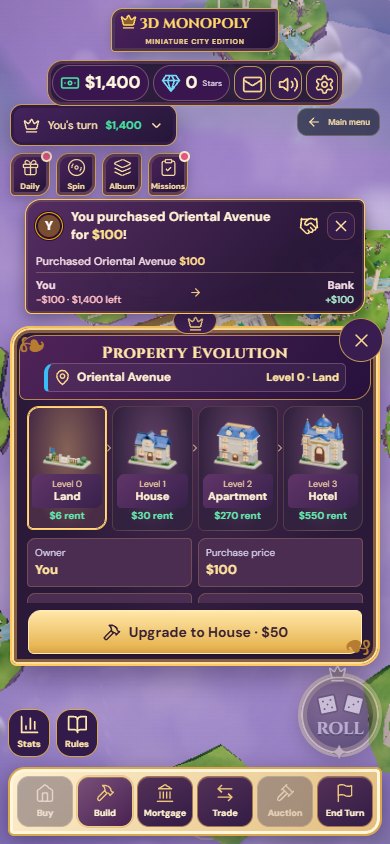 3D MONOPOLY
MINIATURE CITY EDITION
$1,400
0 Stars
You's turn $1,400
Main menu
Daily
Spin
Album
Missions
Y
You purchased Oriental Avenue
for $100!
Purchased Oriental Avenue $100
You
Bank
-$100 · $1,400 left
→
+$100
PROPERTY EVOLUTION
Oriental Avenue
Level 0 · Land
Level 0
Land
$6 rent
Level 1
House
$30 rent
Level 2
Apartment
$270 rent
Level 3
Hotel
$550 rent
Owner
You
Purchase price
$100
Upgrade to House · $50
ROLL
Stats
Rules
Buy
Build
Mortgage
Trade
Auction
End Turn